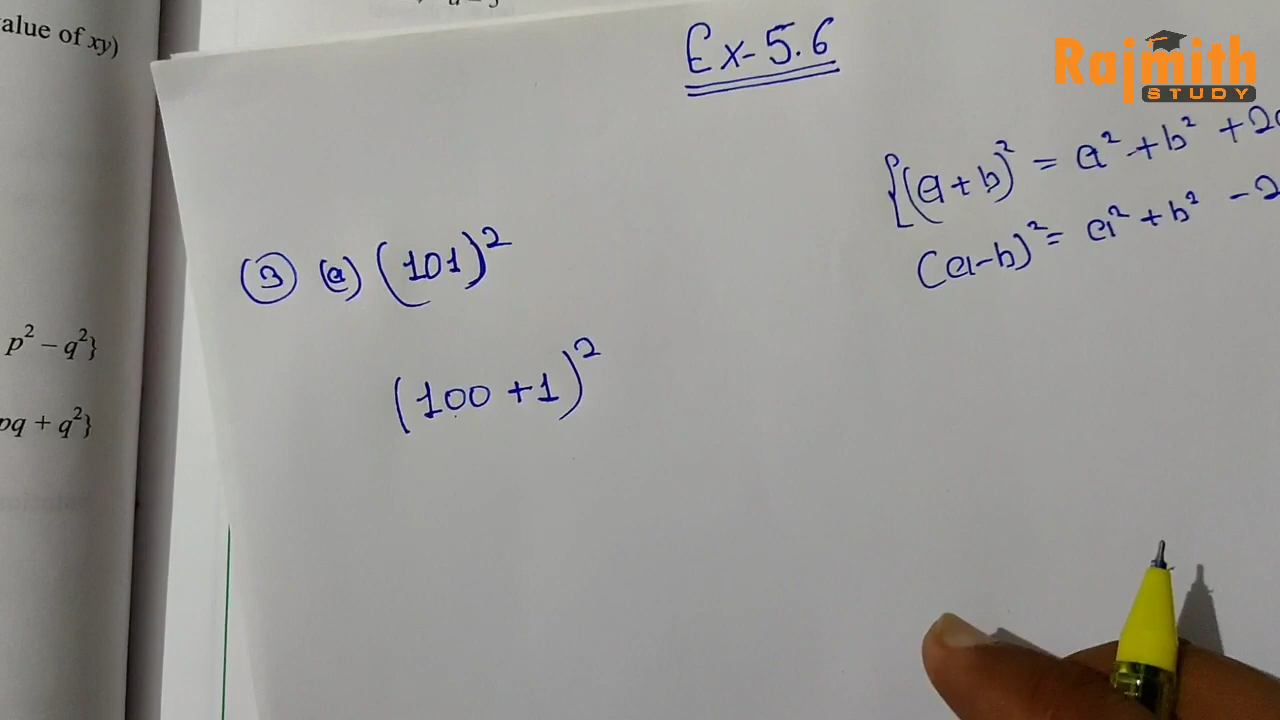 alue of xy)
Ex-5.6
Rajmith
STUDY
{(a+b)² = a² + b² + 2
(a-b)² = a² + b² - 2
③ (a) (101)²
p² − q²}
(100 + 1)²
pq + q²}